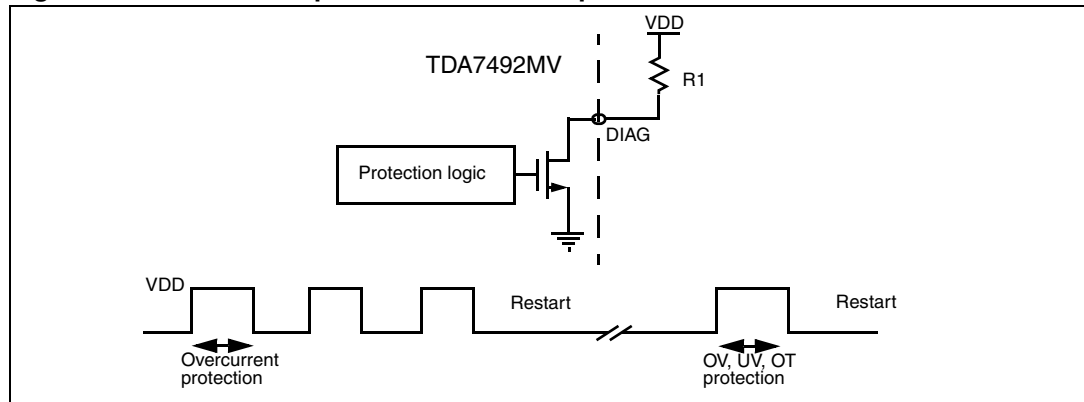 VDD
TDA7492MV
R1
DIAG
Protection logic
VDD
Restart
Restart
Overcurrent
protection
OV, UV, OT
protection